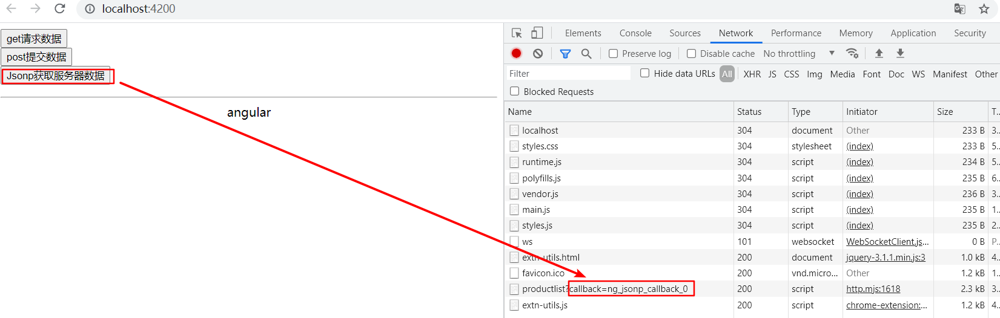 localhost:4200
get请求数据
post提交数据
Jsonp获取服务器数据
angular
Elements Console Sources Network Performance Memory Application Security
Preserve log Disable cache No throttling
Filter Hide data URLs All XHR JS CSS Img Media Font Doc WS Manifest Other
Blocked Requests
Name Status Type Initiator Size T...
localhost 304 document Other 233 B 3...
styles.css 304 stylesheet (index) 233 B 5...
runtime.js 304 script (index) 234 B 5...
polyfills.js 304 script (index) 235 B 6...
vendor.js 304 script (index) 236 B 3...
main.js 304 script (index) 235 B 1...
styles.js 304 script (index) 235 B 2...
ws 101 websocket WebSocketClient.js... 0 B P...
extn-utils.html 200 document jquery-3.1.1.min.js:3 1.0 kB 4...
favicon.ico 200 vnd.micro... Other 1.2 kB 1...
productlist?callback=ng_jsonp_callback_0 200 script http.mjs:1618 2.3 kB 3...
extn-utils.js 200 script chrome-extension:... 1.2 kB 4...